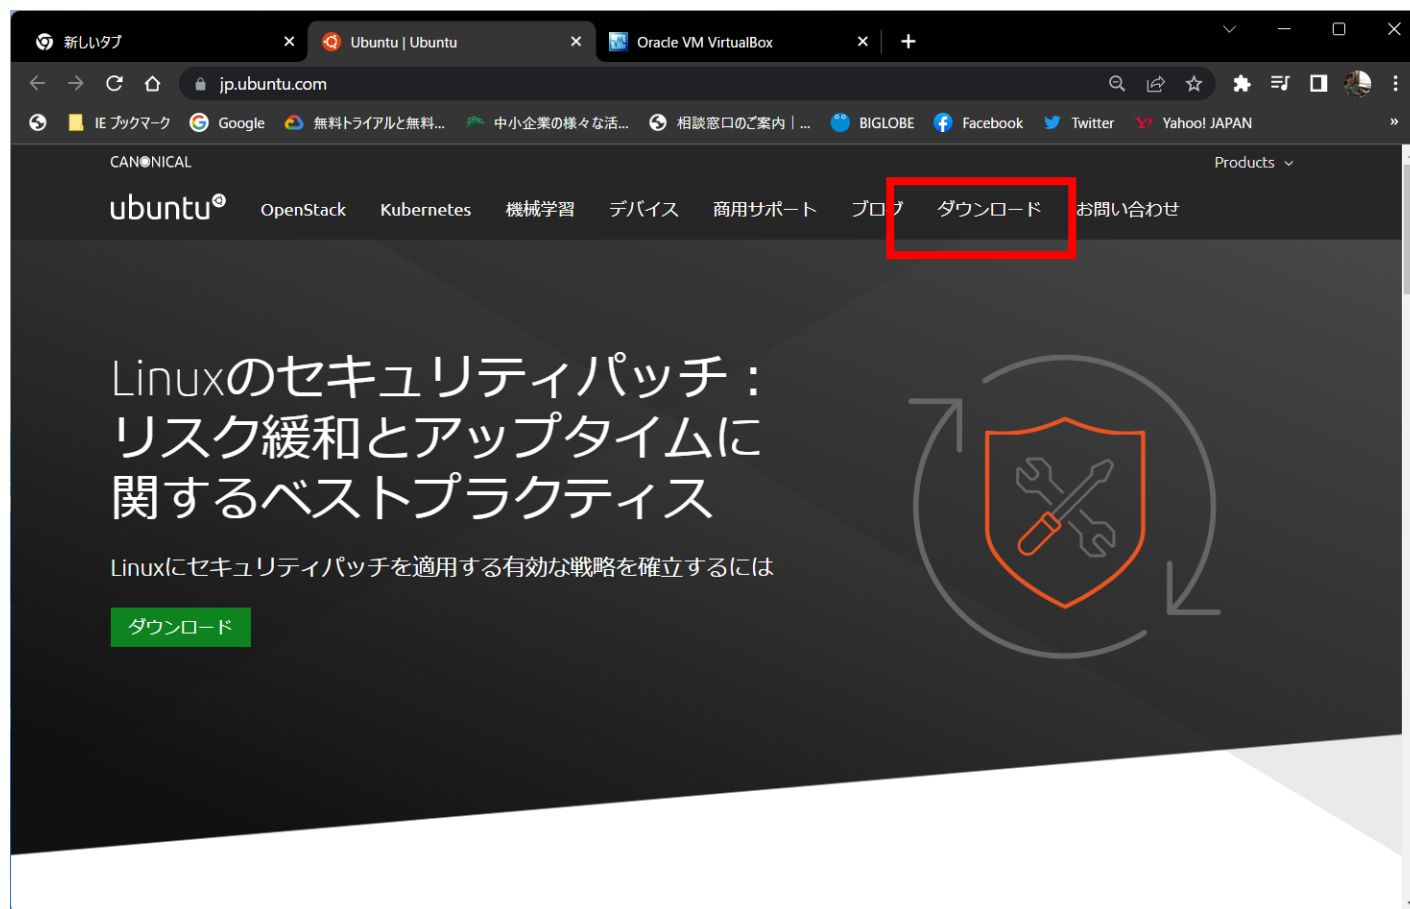 新しいタブ
Ubuntu | Ubuntu
Oracle VM VirtualBox
jp.ubuntu.com
IE ブックマーク
Google
無料トライアルと無料...
中小企業の様々な活...
相談窓口のご案内 | ...
BIGLOBE
Facebook
Twitter
Yahoo! JAPAN
»
CANONICAL
Products
ubuntu
OpenStack
Kubernetes
機械学習
デバイス
商用サポート
ブログ
ダウンロード
お問い合わせ
Linuxのセキュリティパッチ：
リスク緩和とアップタイムに
関するベストプラクティス
Linuxにセキュリティパッチを適用する有効な戦略を確立するには
ダウンロード